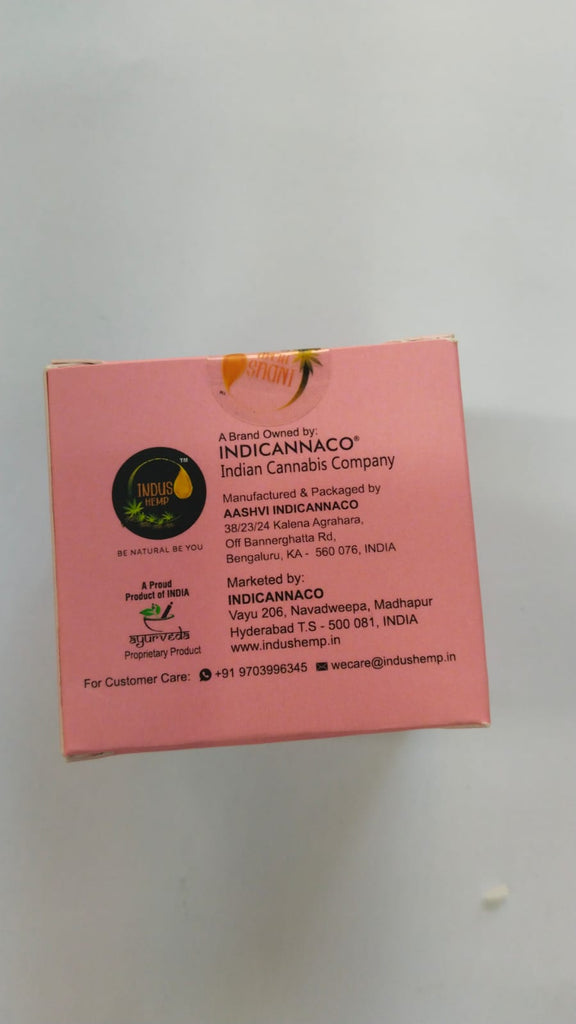 INDUS
A Brand Owned by:
INDICANNACO®
Indian Cannabis Company
TM
INDUS
HEMP
BE NATURAL BE YOU
Manufactured & Packaged by
AASHVI INDICANNACO
38/23/24 Kalena Agrahara,
Off Bannerghatta Rd,
Bengaluru, KA - 560 076, INDIA
A Proud
Product of INDIA
ayurveda
Proprietary Product
Marketed by:
INDICANNACO
Vayu 206, Navadweepa, Madhapur
Hyderabad T.S - 500 081, INDIA
www.indushemp.in
For Customer Care: +91 9703996345 wecare@indushemp.in